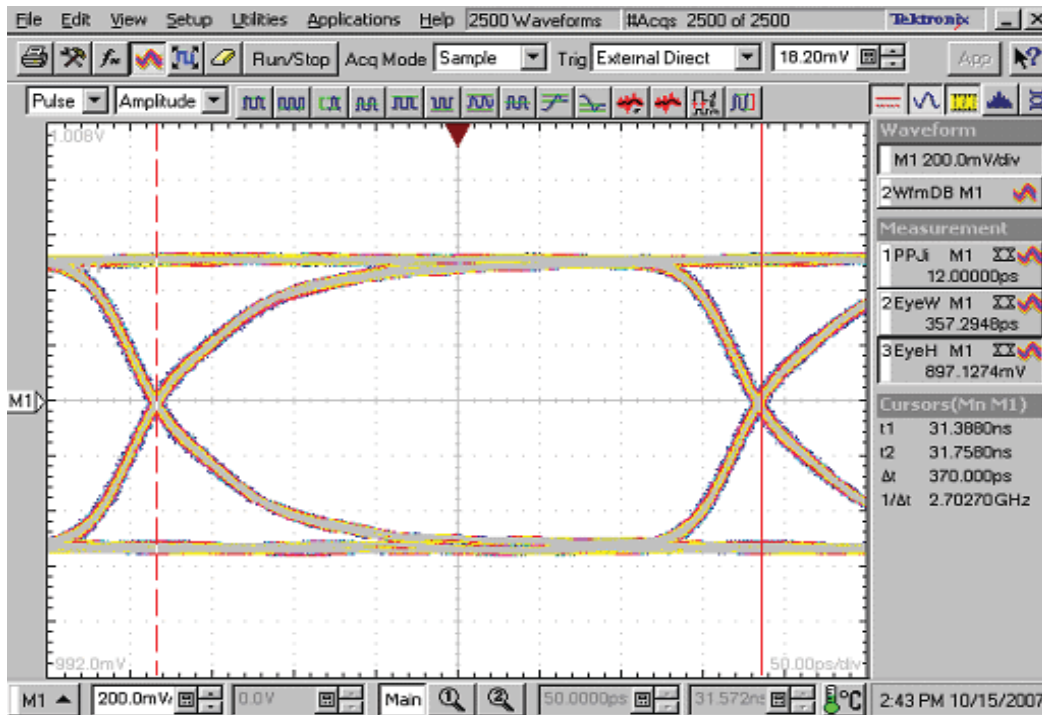 File Edit View Setup Utilities Applications Help 2500 Waveforms #Acqs 2500 of 2500 Tektronix
Run/Stop Acq Mode Sample Trig External Direct 18.20mV App
Pulse Amplitude
1.008V
Waveform
M1 200.0mV/div
2WfmDB M1
Measurement
1PPJi M1
12.00000ps
2EyeW M1
357.2948ps
3EyeH M1
897.1274mV
M1
Cursors(Mn M1)
t1 31.3880ns
t2 31.7580ns
Δt 370.000ps
1/Δt 2.70270GHz
-992.0mV 50.00ps/div
M1 200.0mV/ 0.0V Main 1 2 50.0000ps 31.572ns °C 2:43 PM 10/15/2007